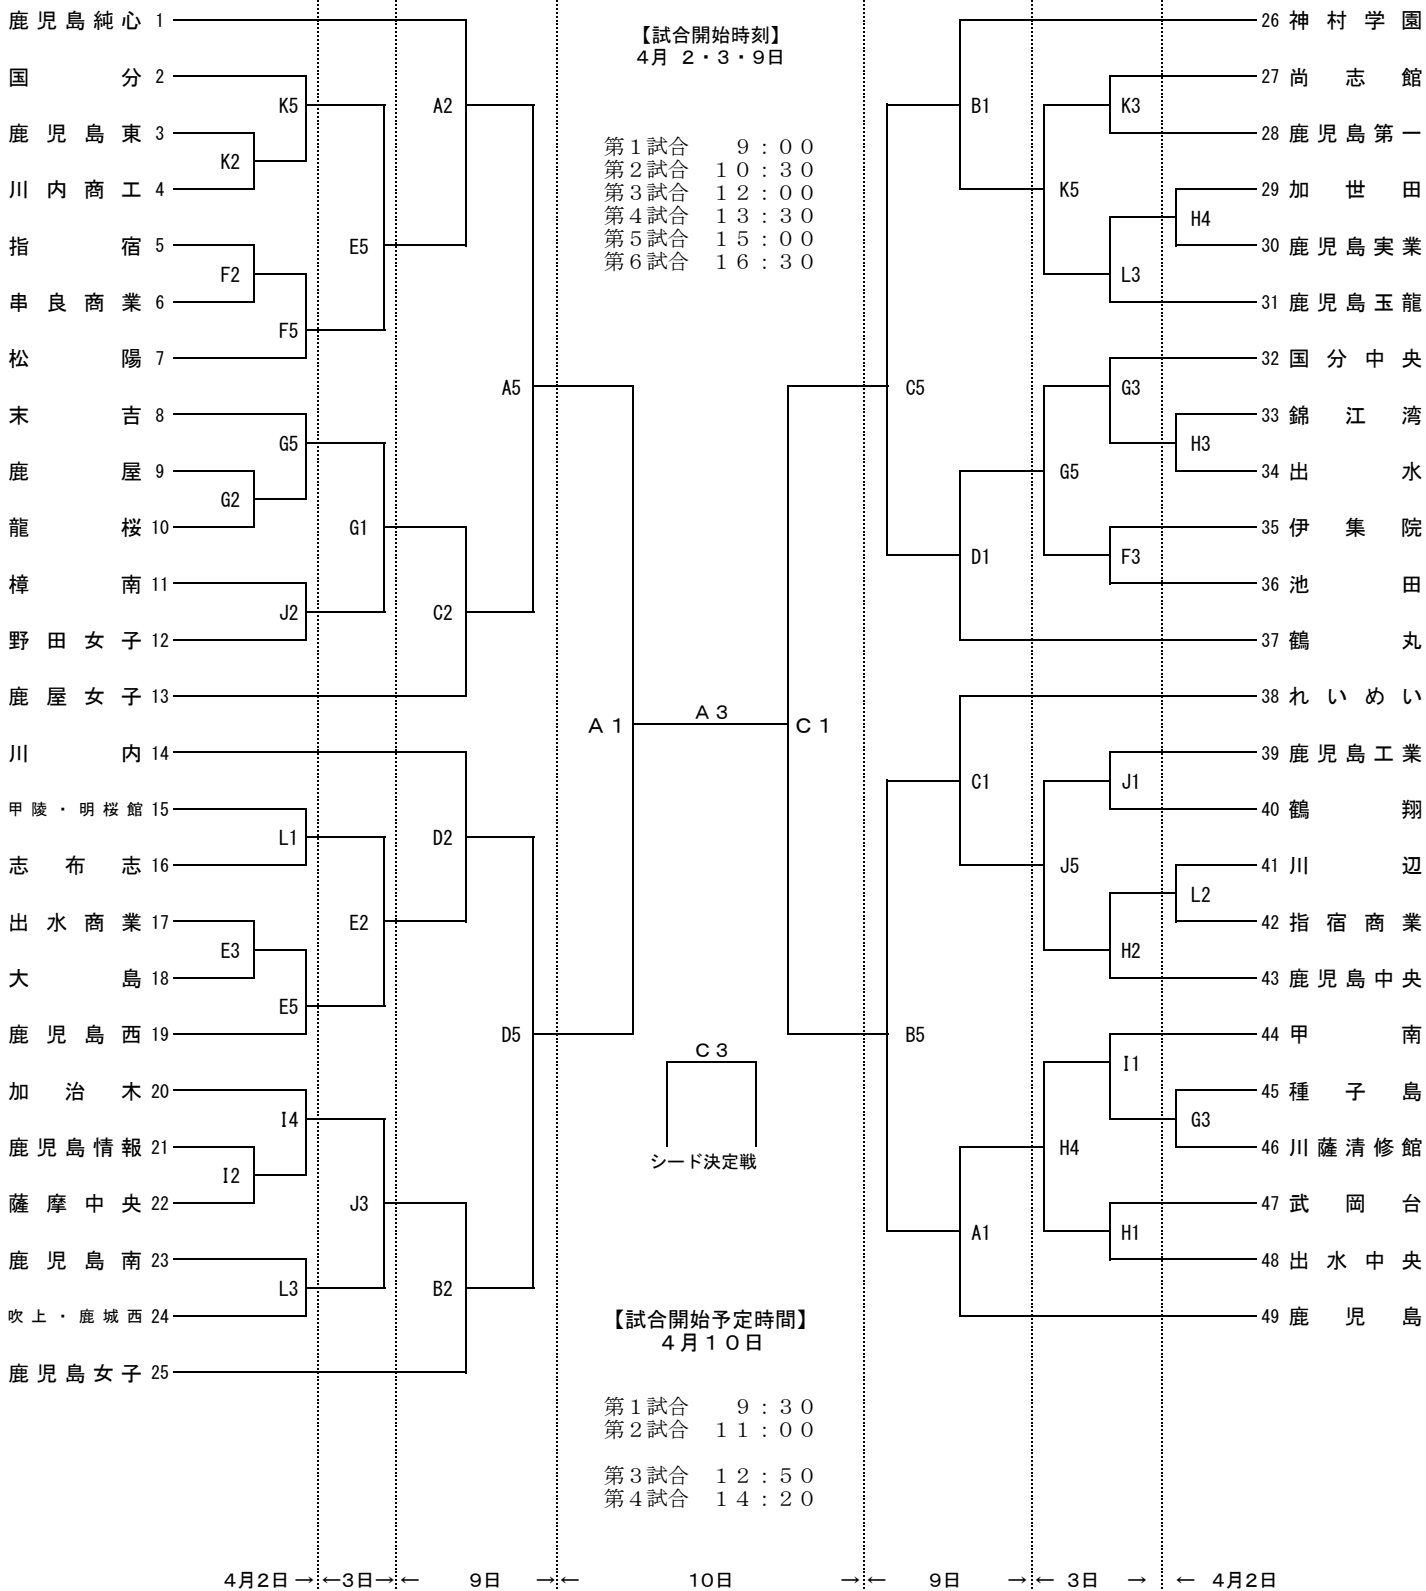 鹿児島純心 1
国分 2
鹿児島東 3
川内商工 4
指宿 5
串良商業 6
松陽 7
末吉 8
鹿屋 9
龍桜 10
樟南 11
野田女子 12
鹿屋女子 13
川内 14
甲陵・明桜館 15
志布志 16
出水商業 17
大島 18
鹿児島西 19
加治木 20
鹿児島情報 21
薩摩中央 22
鹿児島南 23
吹上・鹿城西 24
鹿児島女子 25
K2
F2
G2
E3
I2
K5
F5
G5
J2
L1
E5
I4
L3
E5
G1
E2
J3
A2
C2
D2
B2
A5
D5
【試合開始時刻】
4月 2・3・9日
第1試合 9:00
第2試合 10:30
第3試合 12:00
第4試合 13:30
第5試合 15:00
第6試合 16:30
A1
A3
C1
C3
シード決定戦
【試合開始予定時間】
4月10日
第1試合 9:30
第2試合 11:00
第3試合 12:50
第4試合 14:20
C5
B5
B1
D1
C1
A1
K5
G5
J5
H4
K3
L3
G3
F3
J1
H2
I1
H1
H4
H3
L2
G3
26 神村学園
27 尚志館
28 鹿児島第一
29 加世田
30 鹿児島実業
31 鹿児島玉龍
32 国分中央
33 錦江湾
34 出水
35 伊集院
36 池田
37 鶴丸
38 れいめい
39 鹿児島工業
40 鶴翔
41 川辺
42 指宿商業
43 鹿児島中央
44 甲南
45 種子島
46 川薩清修館
47 武岡台
48 出水中央
49 鹿児島
4月2日 →←3日→← 9日 →← 10日 →← 9日 →← 3日 → ← 4月2日